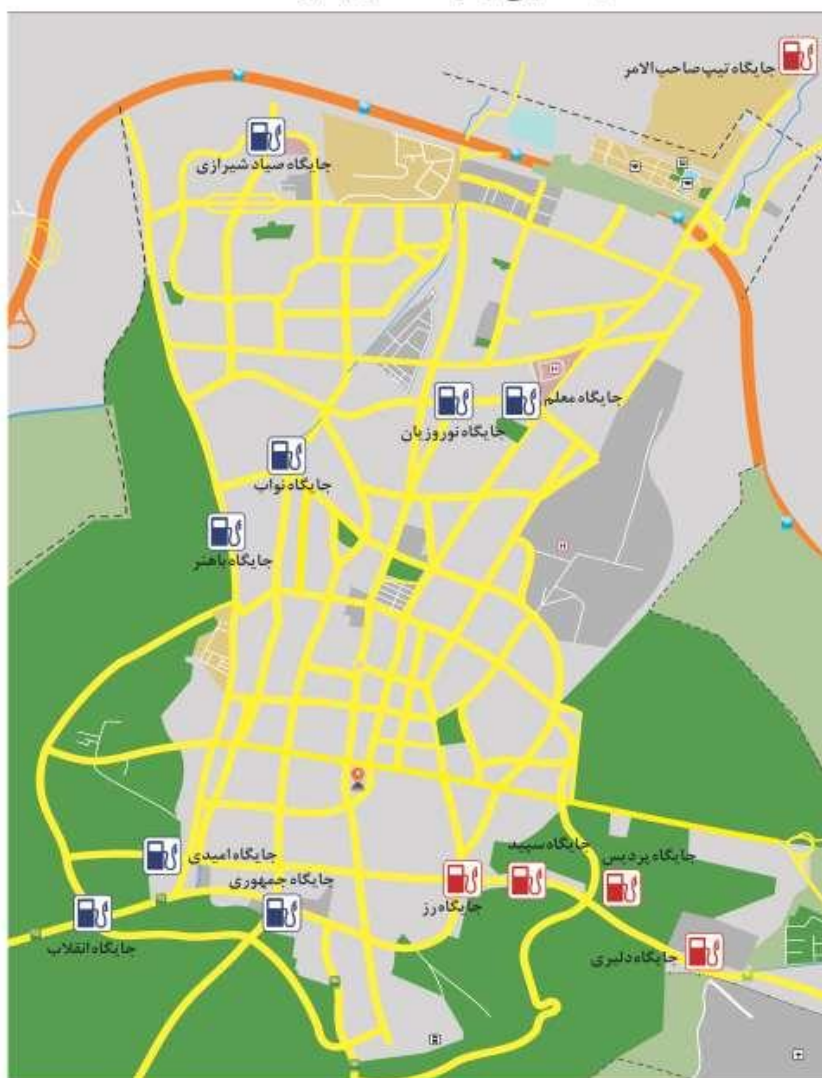 جایگاه تیپ صاحب الامر
جایگاه صیاد شیرازی
جایگاه معلم
جایگاه نوروزیان
جایگاه نواب
جایگاه باهنر
جایگاه سپید
جایگاه پردیس
جایگاه امیدی
جایگاه جمهوری
جایگاه رز
جایگاه انقلاب
جایگاه دلیری
H
H